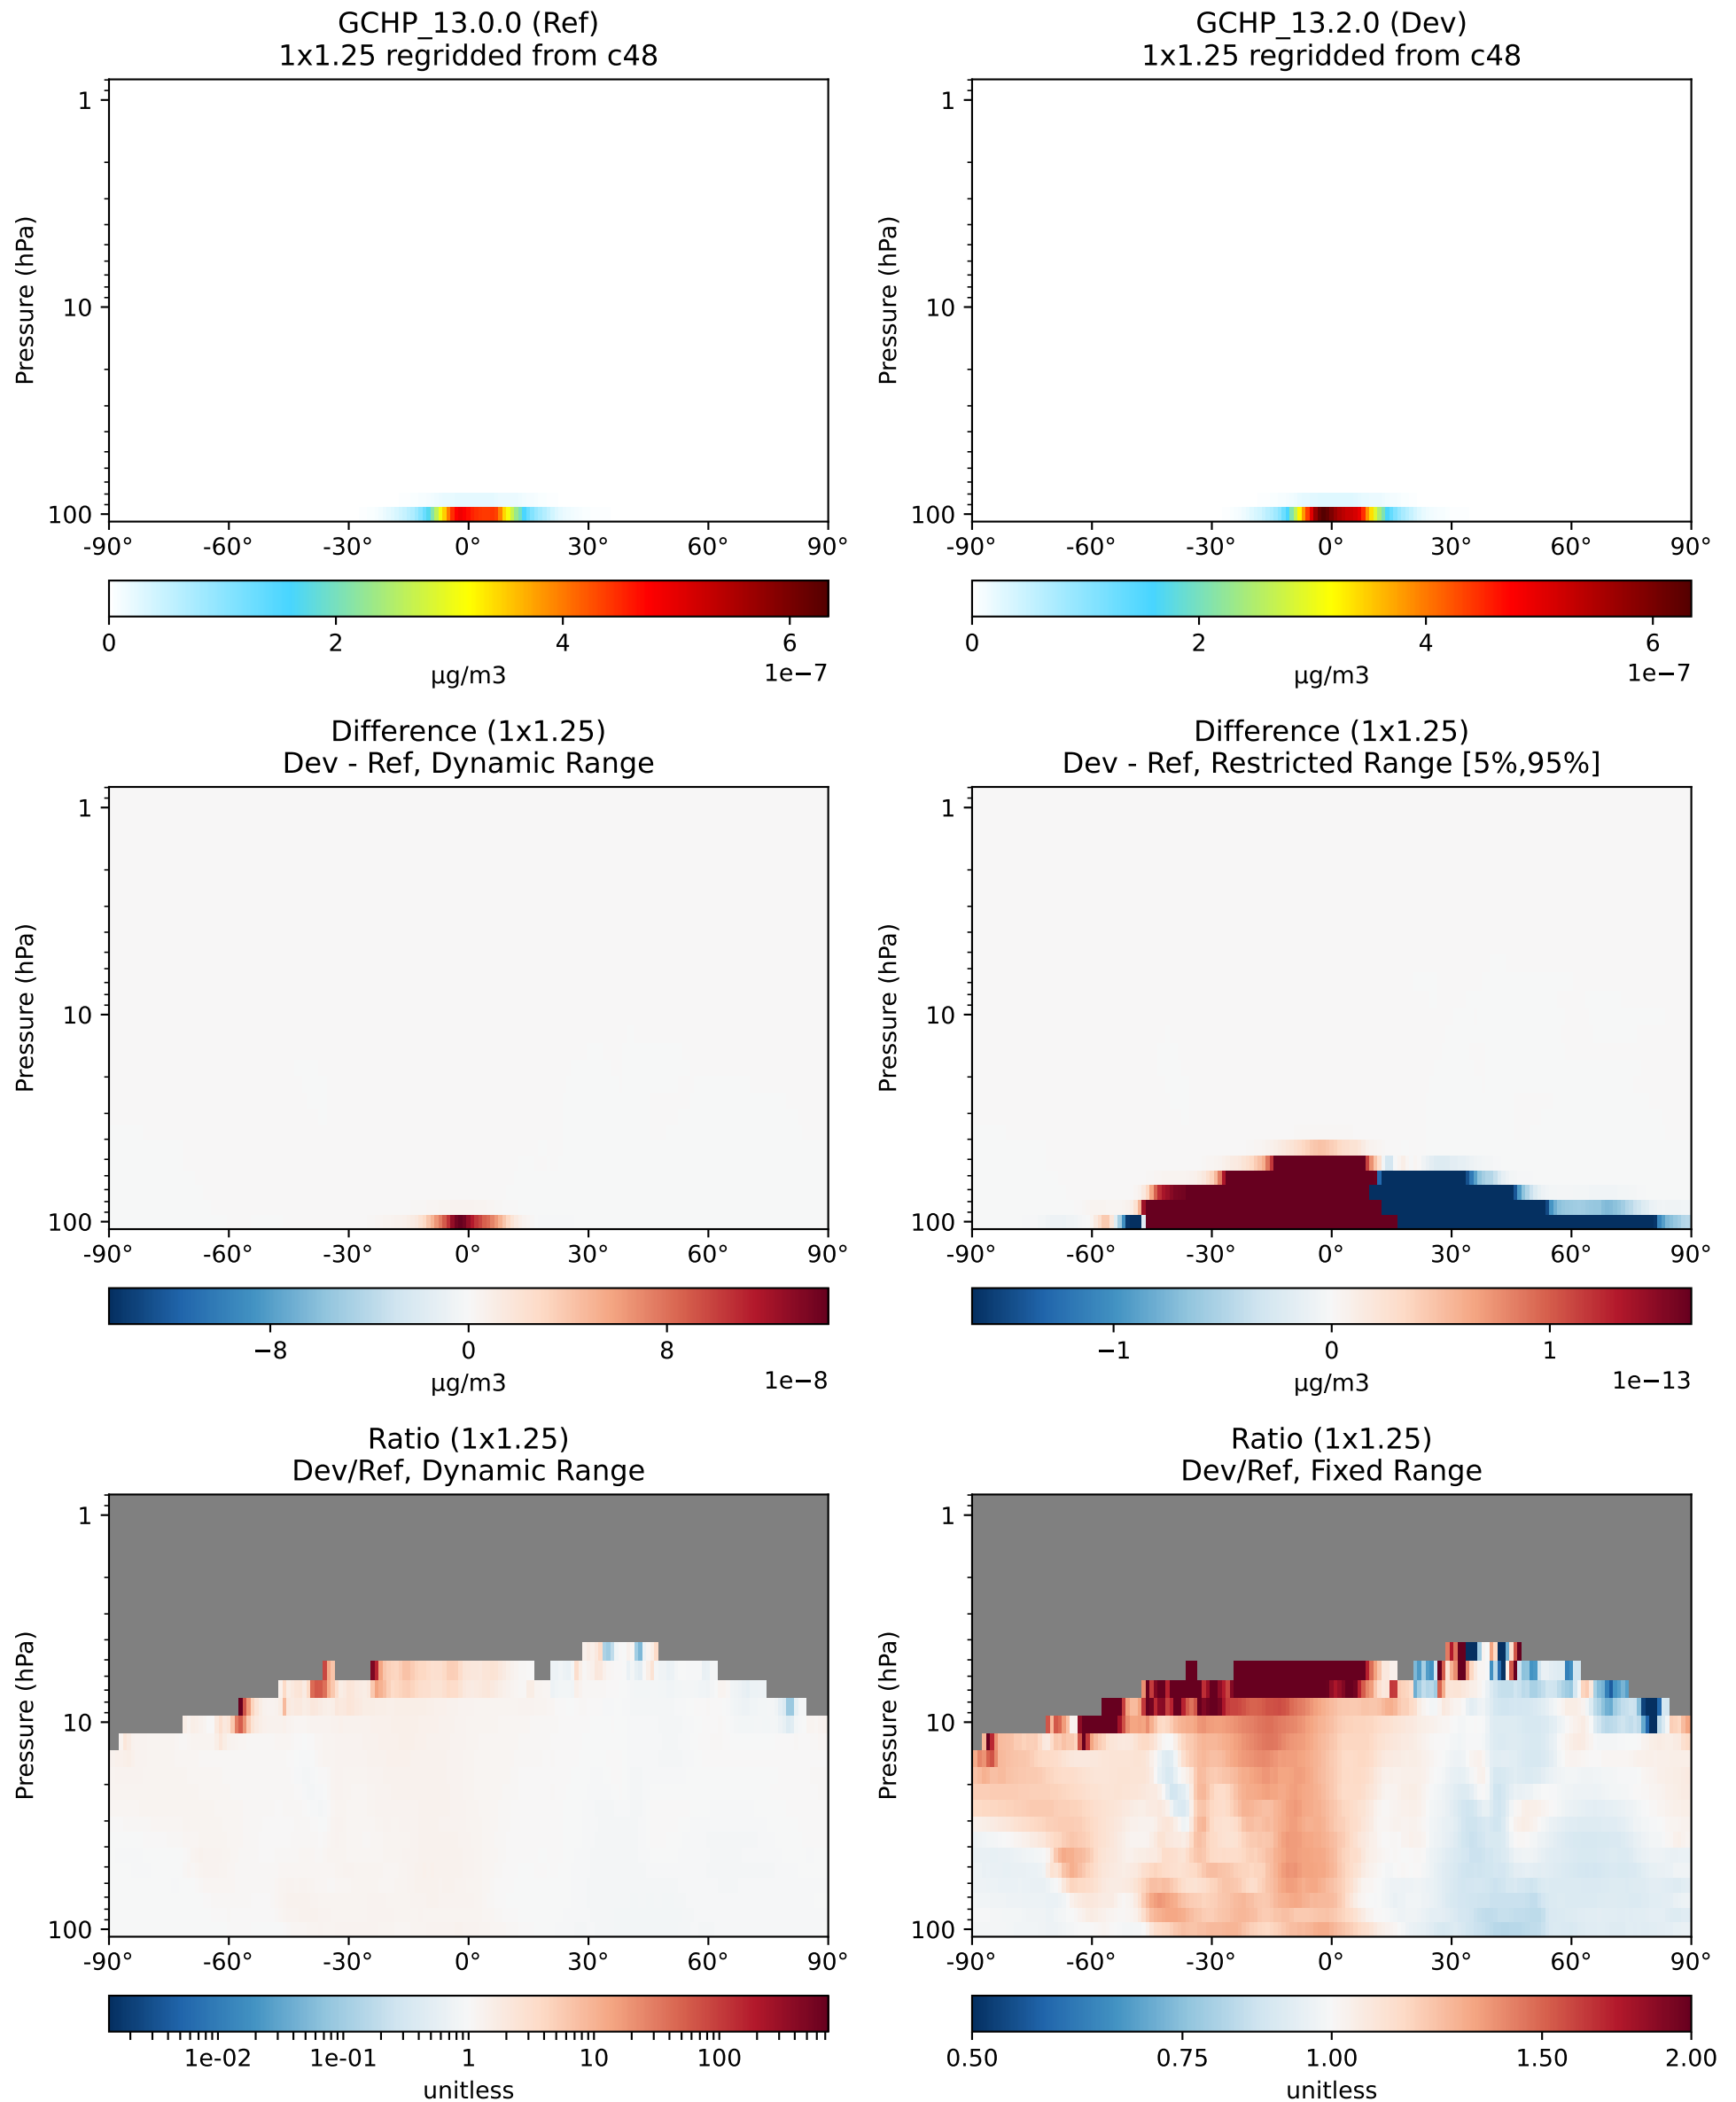 GCHP_13.0.0 (Ref)
1x1.25 regridded from c48
Pressure (hPa)
1
10
100
-90° -60° -30° 0° 30° 60° 90°
0 2 4 6
1e−7
μg/m3
GCHP_13.2.0 (Dev)
1x1.25 regridded from c48
Pressure (hPa)
1
10
100
-90° -60° -30° 0° 30° 60° 90°
0 2 4 6
1e−7
μg/m3
Difference (1x1.25)
Dev - Ref, Dynamic Range
Pressure (hPa)
1
10
100
-90° -60° -30° 0° 30° 60° 90°
−8 0 8
1e−8
μg/m3
Difference (1x1.25)
Dev - Ref, Restricted Range [5%,95%]
Pressure (hPa)
1
10
100
-90° -60° -30° 0° 30° 60° 90°
−1 0 1
1e−13
μg/m3
Ratio (1x1.25)
Dev/Ref, Dynamic Range
Pressure (hPa)
1
10
100
-90° -60° -30° 0° 30° 60° 90°
1e-02 1e-01 1 10 100
unitless
Ratio (1x1.25)
Dev/Ref, Fixed Range
Pressure (hPa)
1
10
100
-90° -60° -30° 0° 30° 60° 90°
0.50 0.75 1.00 1.50 2.00
unitless